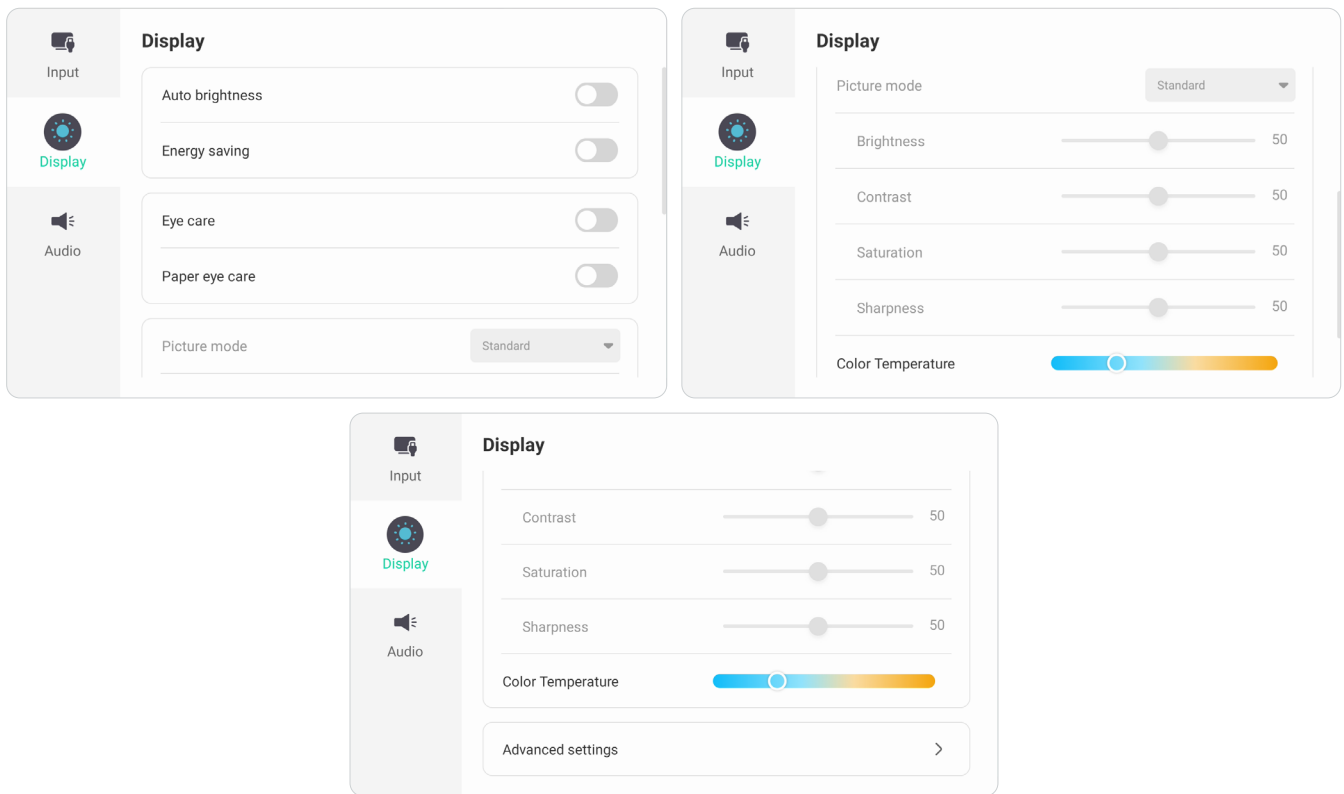 Display
Input
Auto brightness
Energy saving
Display
Eye care
Audio
Paper eye care
Picture mode Standard
Display
Input
Picture mode Standard
Brightness 50
Display
Contrast 50
Audio
Saturation 50
Sharpness 50
Color Temperature
Display
Input
Contrast 50
Display
Saturation 50
Sharpness 50
Audio
Color Temperature
Advanced settings